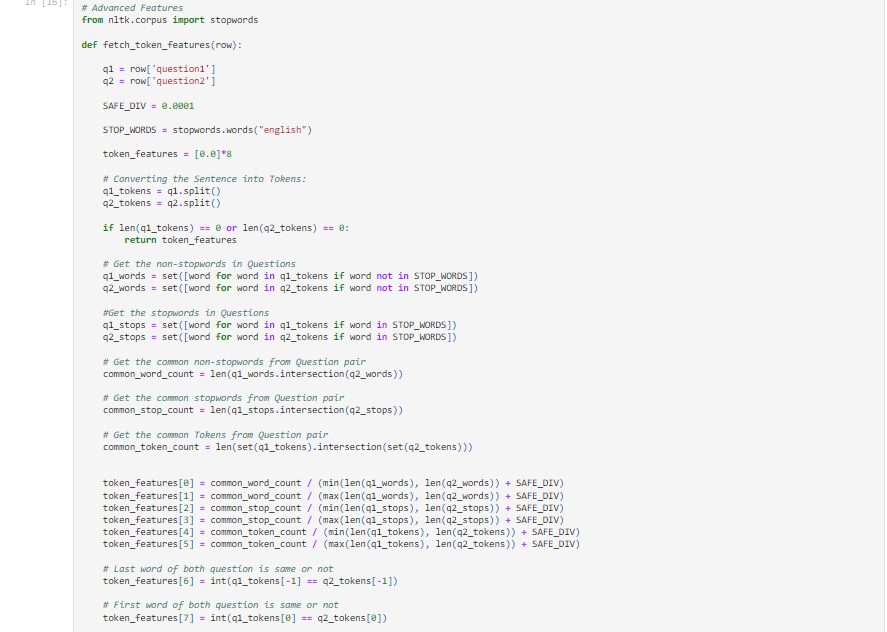 In [16]:
# Advanced Features
from nltk.corpus import stopwords
def fetch_token_features(row):
q1 = row['question1']
q2 = row['question2']
SAFE_DIV = 0.0001
STOP_WORDS = stopwords.words("english")
token_features = [0.0]*8
# Converting the Sentence into Tokens:
q1_tokens = q1.split()
q2_tokens = q2.split()
if len(q1_tokens) == 0 or len(q2_tokens) == 0:
return token_features
# Get the non-stopwords in Questions
q1_words = set([word for word in q1_tokens if word not in STOP_WORDS])
q2_words = set([word for word in q2_tokens if word not in STOP_WORDS])
#Get the stopwords in Questions
q1_stops = set([word for word in q1_tokens if word in STOP_WORDS])
q2_stops = set([word for word in q2_tokens if word in STOP_WORDS])
# Get the common non-stopwords from Question pair
common_word_count = len(q1_words.intersection(q2_words))
# Get the common stopwords from Question pair
common_stop_count = len(q1_stops.intersection(q2_stops))
# Get the common Tokens from Question pair
common_token_count = len(set(q1_tokens).intersection(set(q2_tokens)))
token_features[0] = common_word_count / (min(len(q1_words), len(q2_words)) + SAFE_DIV)
token_features[1] = common_word_count / (max(len(q1_words), len(q2_words)) + SAFE_DIV)
token_features[2] = common_stop_count / (min(len(q1_stops), len(q2_stops)) + SAFE_DIV)
token_features[3] = common_stop_count / (max(len(q1_stops), len(q2_stops)) + SAFE_DIV)
token_features[4] = common_token_count / (min(len(q1_tokens), len(q2_tokens)) + SAFE_DIV)
token_features[5] = common_token_count / (max(len(q1_tokens), len(q2_tokens)) + SAFE_DIV)
# Last word of both question is same or not
token_features[6] = int(q1_tokens[-1] == q2_tokens[-1])
# First word of both question is same or not
token_features[7] = int(q1_tokens[0] == q2_tokens[0])